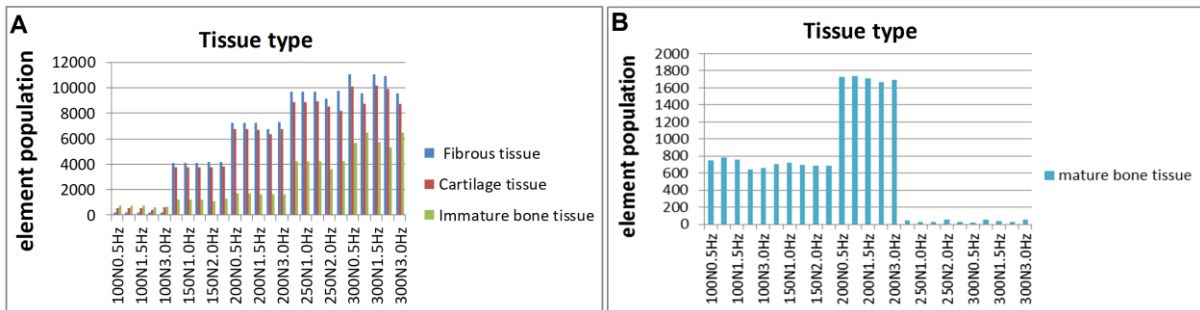 A
Tissue type
element population
12000
10000
8000
6000
4000
2000
0
100N0.5Hz
100N1.5Hz
100N3.0Hz
150N1.0Hz
150N2.0Hz
200N0.5Hz
200N1.5Hz
200N3.0Hz
250N1.0Hz
250N2.0Hz
300N0.5Hz
300N1.5Hz
300N3.0Hz
Fibrous tissue
Cartilage tissue
Immature bone tissue
B
Tissue type
element population
2000
1800
1600
1400
1200
1000
800
600
400
200
0
100N0.5Hz
100N1.5Hz
100N3.0Hz
150N1.0Hz
150N2.0Hz
200N0.5Hz
200N1.5Hz
200N3.0Hz
250N1.0Hz
250N2.0Hz
300N0.5Hz
300N1.5Hz
300N3.0Hz
mature bone tissue